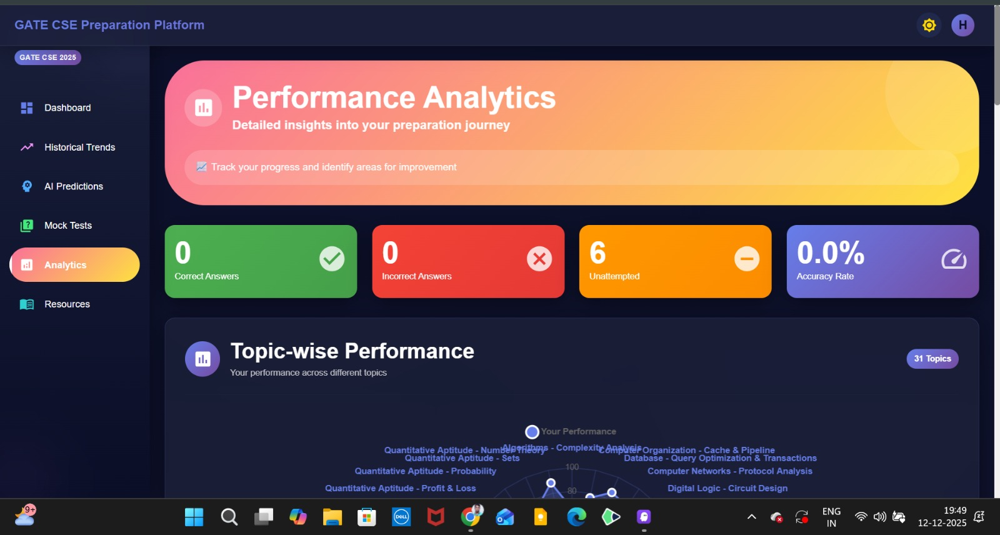 GATE CSE Preparation Platform
H
GATE CSE 2025
Dashboard
Historical Trends
AI Predictions
Mock Tests
Analytics
Resources
Performance Analytics
Detailed insights into your preparation journey
Track your progress and identify areas for improvement
0
Correct Answers
0
Incorrect Answers
6
Unattempted
0.0%
Accuracy Rate
Topic-wise Performance
Your performance across different topics
31 Topics
Your Performance
Algorithms - Complexity Analysis
Quantitative Aptitude - Number Theory
Computer Organization - Cache & Pipeline
Quantitative Aptitude - Sets
Database - Query Optimization & Transactions
Quantitative Aptitude - Probability
Computer Networks - Protocol Analysis
Quantitative Aptitude - Profit & Loss
Digital Logic - Circuit Design
100
80
9+
DELL
ENG
IN
19:49
12-12-2025